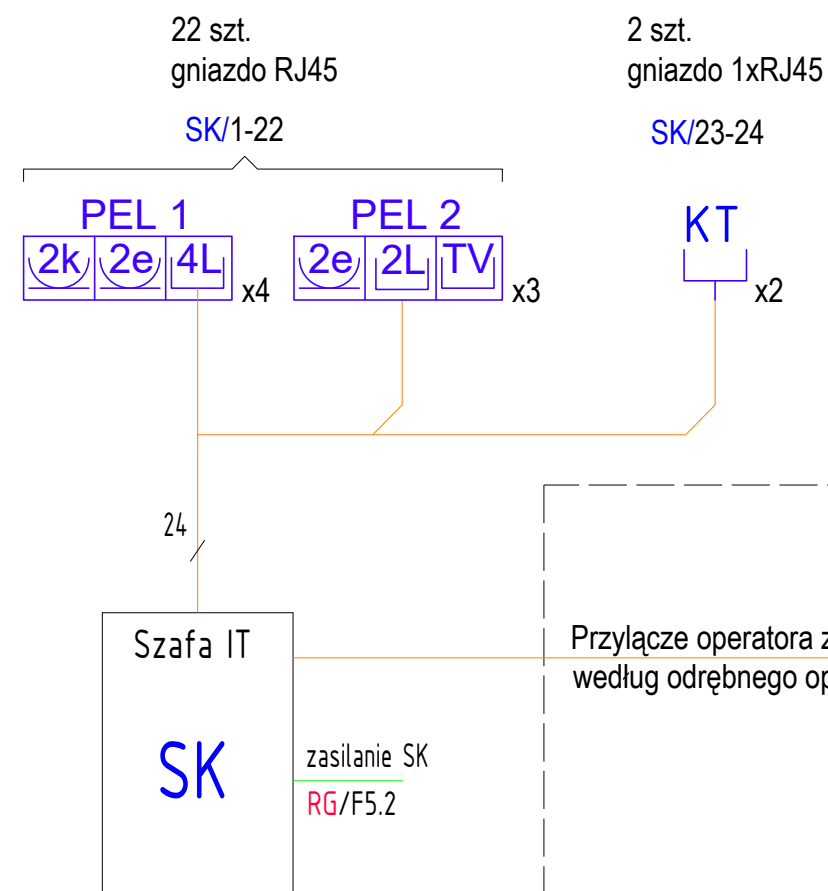 22 szt.
gniazdo RJ45
SK/1-22
2 szt.
gniazdo 1xRJ45
SK/23-24
PEL 1
2k 2e 4L
x4
PEL 2
2e 2L TV
x3
KT
x2
24
Szafa IT
SK
zasilanie SK
RG/F5.2
Przyłącze operatora z
według odrębnego op